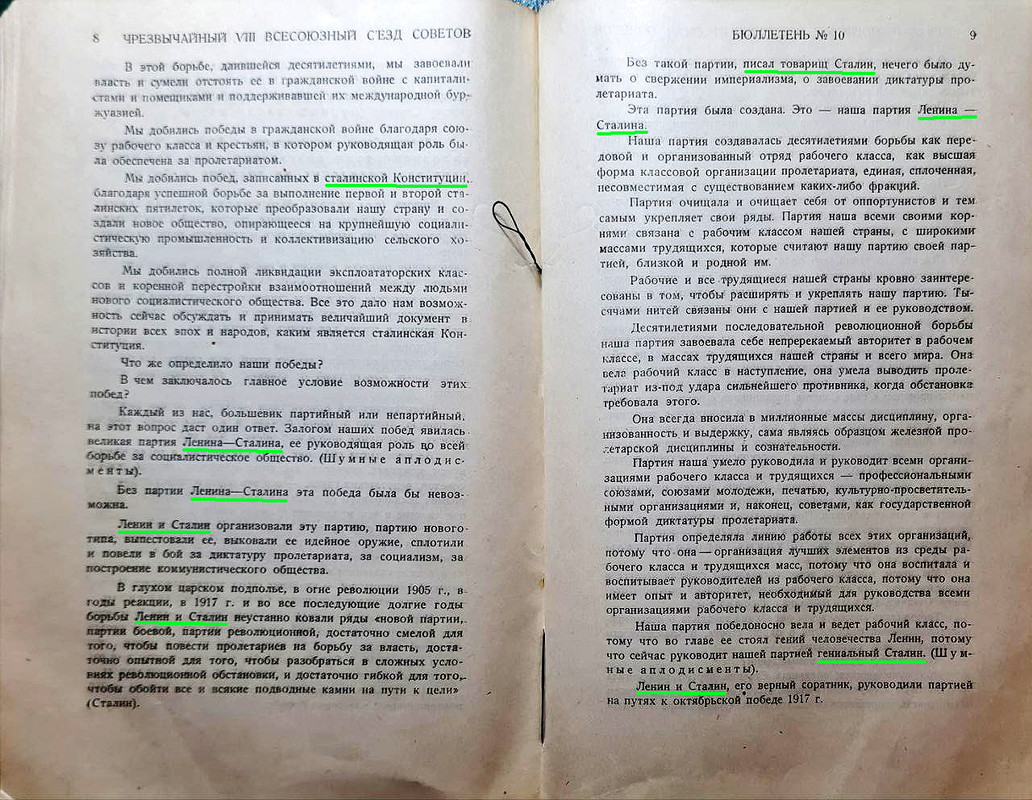 8 ЧРЕЗВЫЧАЙНЫЙ VIII ВСЕСОЮЗНЫЙ С'ЕЗД СОВЕТОВ
В этой борьбе, длившейся десятилетиями, мы завоевали
власть и сумели отстоять ее в гражданской войне с капитали-
стами и помещиками и поддерживавшей их международной бур-
жуазией.
Мы добились победы в гражданской войне благодаря сою-
зу рабочего класса и крестьян, в котором руководящая роль бы-
ла обеспечена за пролетариатом.
Мы добились побед, записанных в сталинской Конституции,
благодаря успешной борьбе за выполнение первой и второй ста-
линских пятилеток, которые преобразовали нашу страну и со-
здали новое общество, опирающееся на крупнейшую социали-
стическую промышленность и коллективизацию сельского хо-
зяйства.
Мы добились полной ликвидации эксплоататорских клас-
сов и коренной перестройки взаимоотношений между людьми
нового социалистического общества. Все это дало нам возмож-
ность сейчас обсуждать и принимать величайший документ в
истории всех эпох и народов, каким является сталинская Кон-
ституция.
Что же определило наши победы?
В чем заключалось главное условие возможности этих
побед?
Каждый из нас, большевик партийный или непартийный,
на этот вопрос даст один ответ. Залогом наших побед явилась
великая партия Ленина—Сталина, ее руководящая роль во всей
борьбе за социалистическое общество. (Шумные аплодис-
менты).
Без партии Ленина—Сталина эта победа была бы невоз-
можна.
Ленин и Сталин организовали эту партию, партию нового
типа, выпестовали ее, выковали ее идейное оружие, сплотили
и повели в бой за диктатуру пролетариата, за социализм, за
построение коммунистического общества.
В глухом царском подполье, в огне революции 1905 г., в
годы реакции, в 1917 г. и во все последующие долгие годы
борьбы Ленин и Сталин неустанно ковали ряды «новой партии,
партии боевой, партии революционной, достаточно смелой для
того, чтобы повести пролетариев на борьбу за власть, доста-
точно опытной для того, чтобы разобраться в сложных усло-
виях революционной обстановки, и достаточно гибкой для того,
чтобы обойти все и всякие подводные камни на пути к цели»
(Сталин).
БЮЛЛЕТЕНЬ № 10 9
Без такой партии, писал товарищ Сталин, нечего было ду-
мать о свержении империализма, о завоевании диктатуры про-
летариата.
Эта партия была создана. Это — наша партия Ленина —
Сталина.
Наша партия создавалась десятилетиями борьбы как пере-
довой и организованный отряд рабочего класса, как высшая
форма классовой организации пролетариата, единая, сплоченная,
несовместимая с существованием каких-либо фракций.
Партия очищала и очищает себя от оппортунистов и тем
самым укрепляет свои ряды. Партия наша всеми своими кор-
нями связана с рабочим классом нашей страны, с широкими
массами трудящихся, которые считают нашу партию своей пар-
тией, близкой и родной им.
Рабочие и все трудящиеся нашей страны кровно заинтере-
сованы в том, чтобы расширять и укреплять нашу партию. Ты-
сячами нитей связаны они с нашей партией и ее руководством.
Десятилетиями последовательной революционной борьбы
наша партия завоевала себе непререкаемый авторитет в рабочем
классе, в массах трудящихся нашей страны и всего мира. Она
вела рабочий класс в наступление, она умела выводить проле-
тариат из-под удара сильнейшего противника, когда обстановка
требовала этого.
Она всегда вносила в миллионные массы дисциплину, орга-
низованность и выдержку, сама являясь образцом железной про-
летарской дисциплины и сознательности.
Партия наша умело руководила и руководит всеми органи-
зациями рабочего класса и трудящихся — профессиональными
союзами, союзами молодежи, печатью, культурно-просветитель-
ными организациями и, наконец, советами, как государственной
формой диктатуры пролетариата.
Партия определяла линию работы всех этих организаций,
потому что она — организация лучших элементов из среды ра-
бочего класса и трудящихся масс, потому что она воспитала и
воспитывает руководителей из рабочего класса, потому что она
имеет опыт и авторитет, необходимый для руководства всеми
организациями рабочего класса и трудящихся.
Наша партия победоносно вела и ведет рабочий класс, по-
тому что во главе ее стоял гений человечества Ленин, потому
что сейчас руководит нашей партией гениальный Сталин. (Шум-
ные аплодисменты).
Ленин и Сталин, его верный соратник, руководили партией
на путях к октябрьской победе 1917 г.